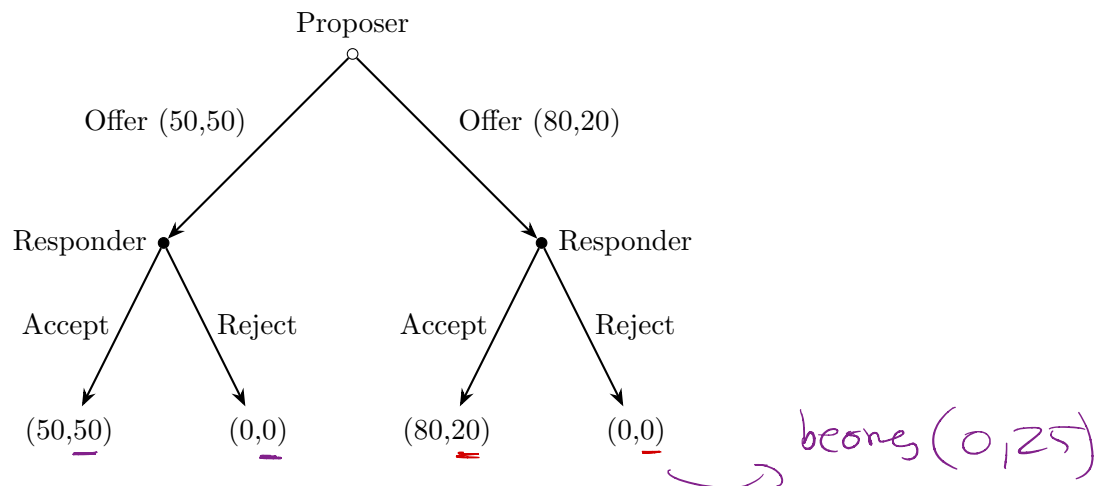 Proposer
Offer (50,50) Offer (80,20)
Responder Responder
Accept Reject Accept Reject
(50,50) (0,0) (80,20) (0,0) beomes (0,25)